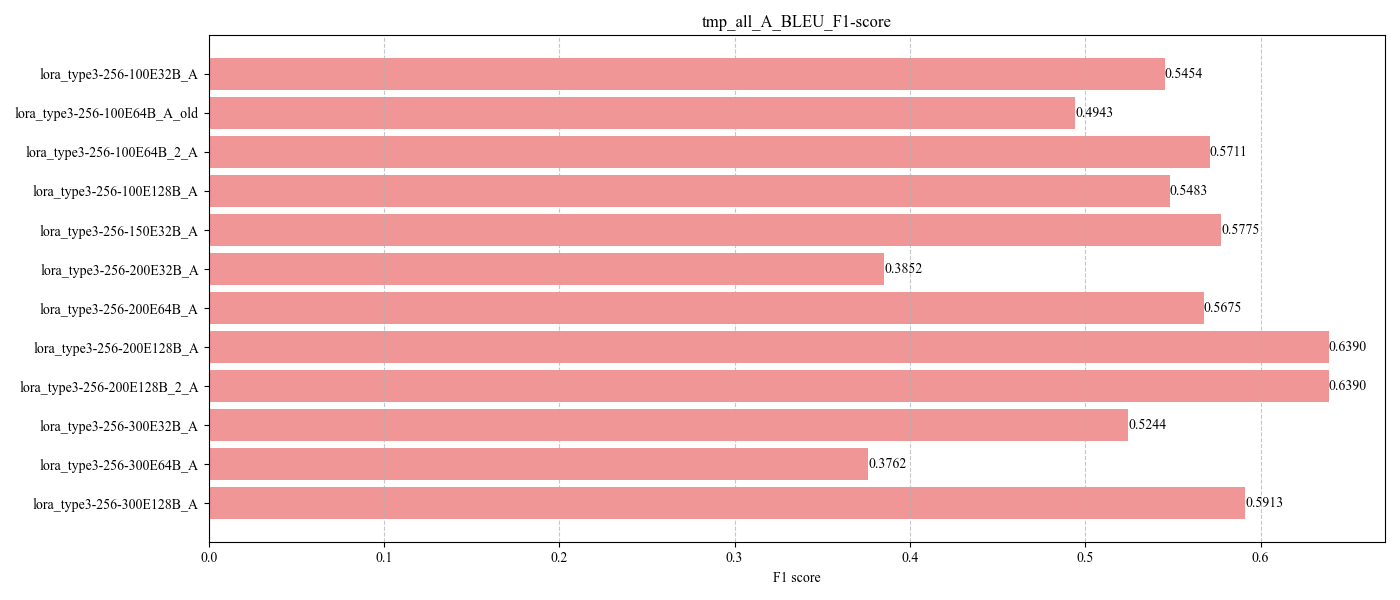 tmp_all_A_BLEU_F1-score
lora_type3-256-100E32B_A 0.5454
lora_type3-256-100E64B_A_old 0.4943
lora_type3-256-100E64B_2_A 0.5711
lora_type3-256-100E128B_A 0.5483
lora_type3-256-150E32B_A 0.5775
lora_type3-256-200E32B_A 0.3852
lora_type3-256-200E64B_A 0.5675
lora_type3-256-200E128B_A 0.6390
lora_type3-256-200E128B_2_A 0.6390
lora_type3-256-300E32B_A 0.5244
lora_type3-256-300E64B_A 0.3762
lora_type3-256-300E128B_A 0.5913
0.0 0.1 0.2 0.3 0.4 0.5 0.6
F1 score